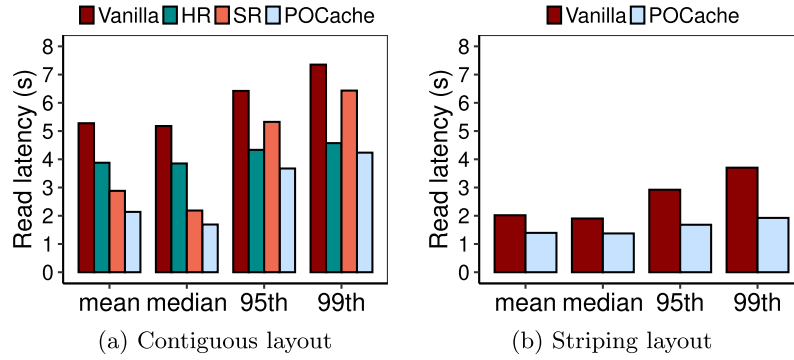 Vanilla HR SR POCache
Read latency (s)
8
7
6
5
4
3
2
1
0
mean median 95th 99th
(a) Contiguous layout
Vanilla POCache
Read latency (s)
8
7
6
5
4
3
2
1
0
mean median 95th 99th
(b) Striping layout